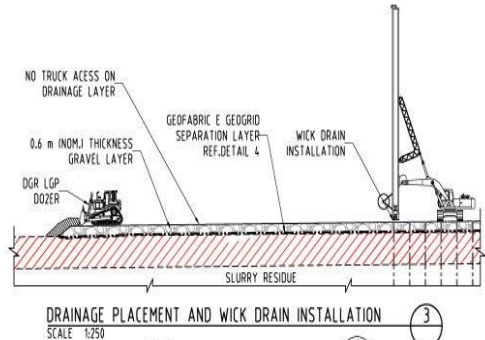 NO TRUCK ACESS ON
DRAINAGE LAYER
0.6 m (NOM.) THICKNESS
GRAVEL LAYER
DGR LGP
DOZER
GEOFABRIC E GEOGRID
SEPARATION LAYER
REF.DETAIL 4
WICK DRAIN
INSTALLATION
SLURRY RESIDUE
DRAINAGE PLACEMENT AND WICK DRAIN INSTALLATION 3
SCALE 1:250